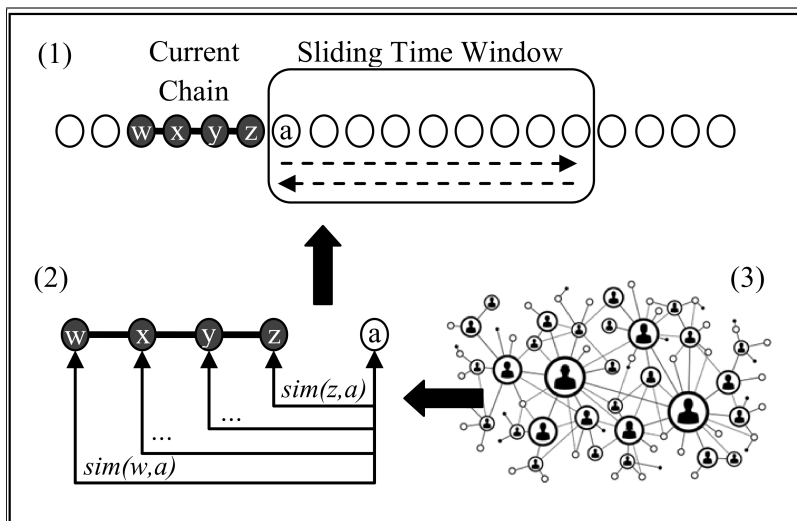 (1)
Current
Chain
Sliding Time Window
w x y z a
(2)
(3)
w x y z a
sim(z,a)
...
...
sim(w,a)